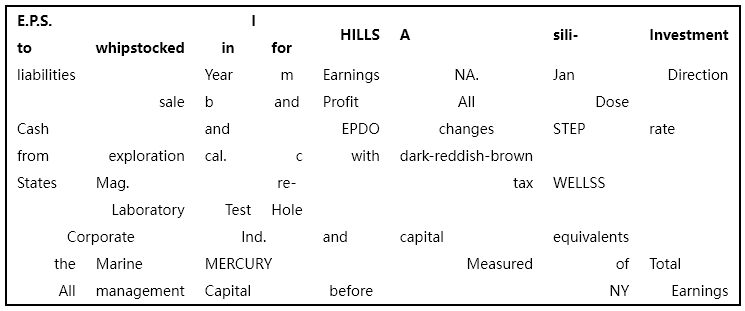 E.P.S. I
to whipstocked in for HILLS A sili- Investment
liabilities Year m Earnings NA. Jan Direction
sale b and Profit All Dose
Cash and EPDO changes STEP rate
from exploration cal. c with dark-reddish-brown
States Mag. re- tax WELLSS
Laboratory Test Hole
Corporate Ind. and capital equivalents
the Marine MERCURY Measured of Total
All management Capital before NY Earnings